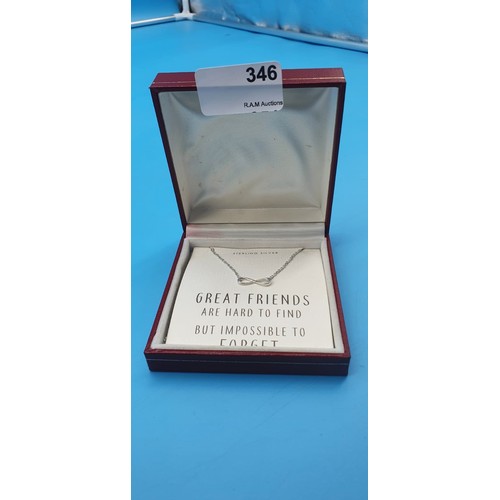 346
R.A.M Auctions
STERLING SILVER
GREAT FRIENDS
ARE HARD TO FIND
BUT IMPOSSIBLE TO
FORGET